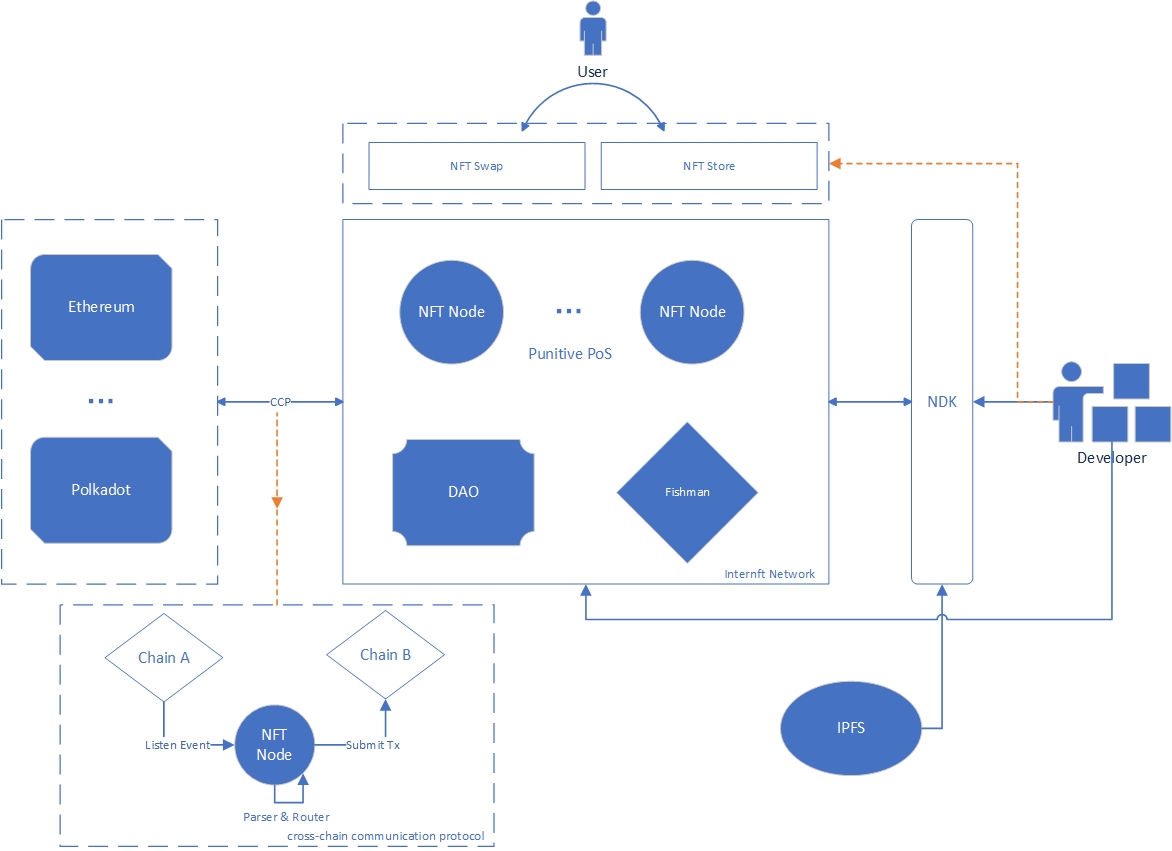 User
NFT Swap
NFT Store
Ethereum
...
Polkadot
CCP
NFT Node
...
NFT Node
Punitive PoS
DAO
Fishman
Internft Network
NDK
Developer
Chain A
Chain B
Listen Event
NFT
Node
Submit Tx
Parser & Router
cross-chain communication protocol
IPFS